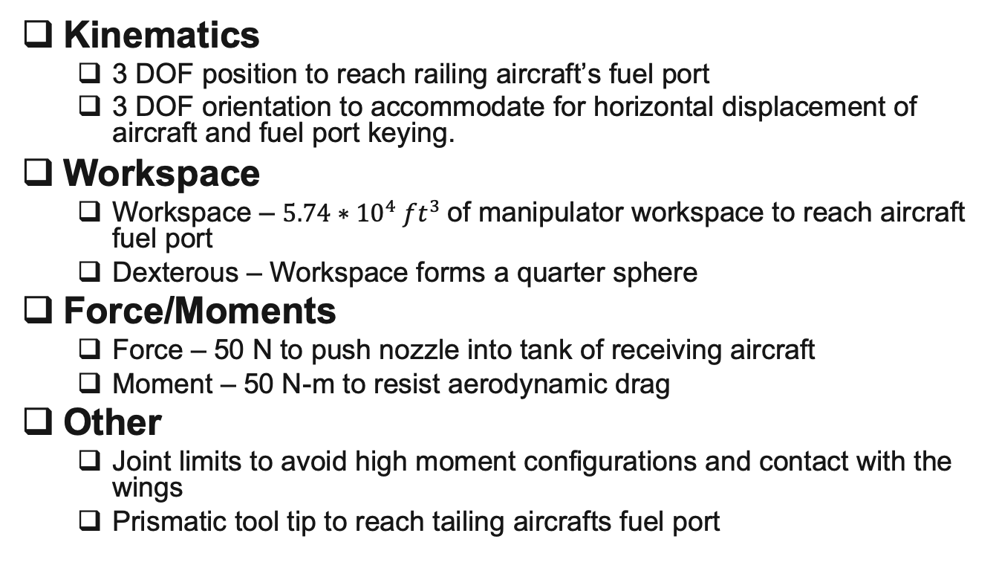 ❑ Kinematics
❑ 3 DOF position to reach railing aircraft’s fuel port
❑ 3 DOF orientation to accommodate for horizontal displacement of
aircraft and fuel port keying.
❑ Workspace
❑ Workspace – 5.74 * 10⁴ ft³ of manipulator workspace to reach aircraft
fuel port
❑ Dexterous – Workspace forms a quarter sphere
❑ Force/Moments
❑ Force – 50 N to push nozzle into tank of receiving aircraft
❑ Moment – 50 N-m to resist aerodynamic drag
❑ Other
❑ Joint limits to avoid high moment configurations and contact with the
wings
❑ Prismatic tool tip to reach tailing aircrafts fuel port